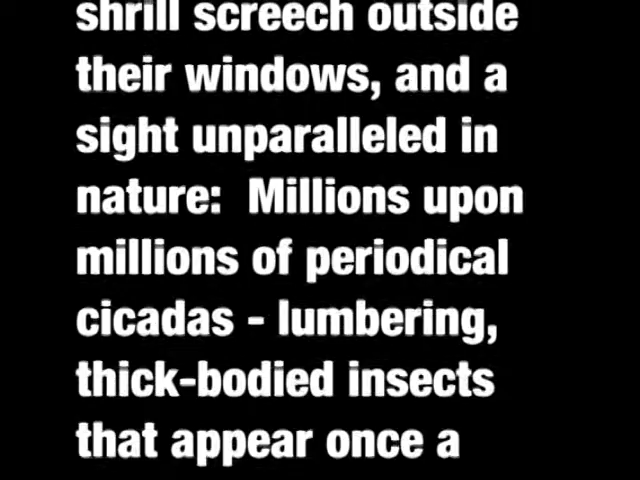 shrill screech outside
their windows, and a
sight unparalleled in
nature:  Millions upon
millions of periodical
cicadas - lumbering,
thick-bodied insects
that appear once a